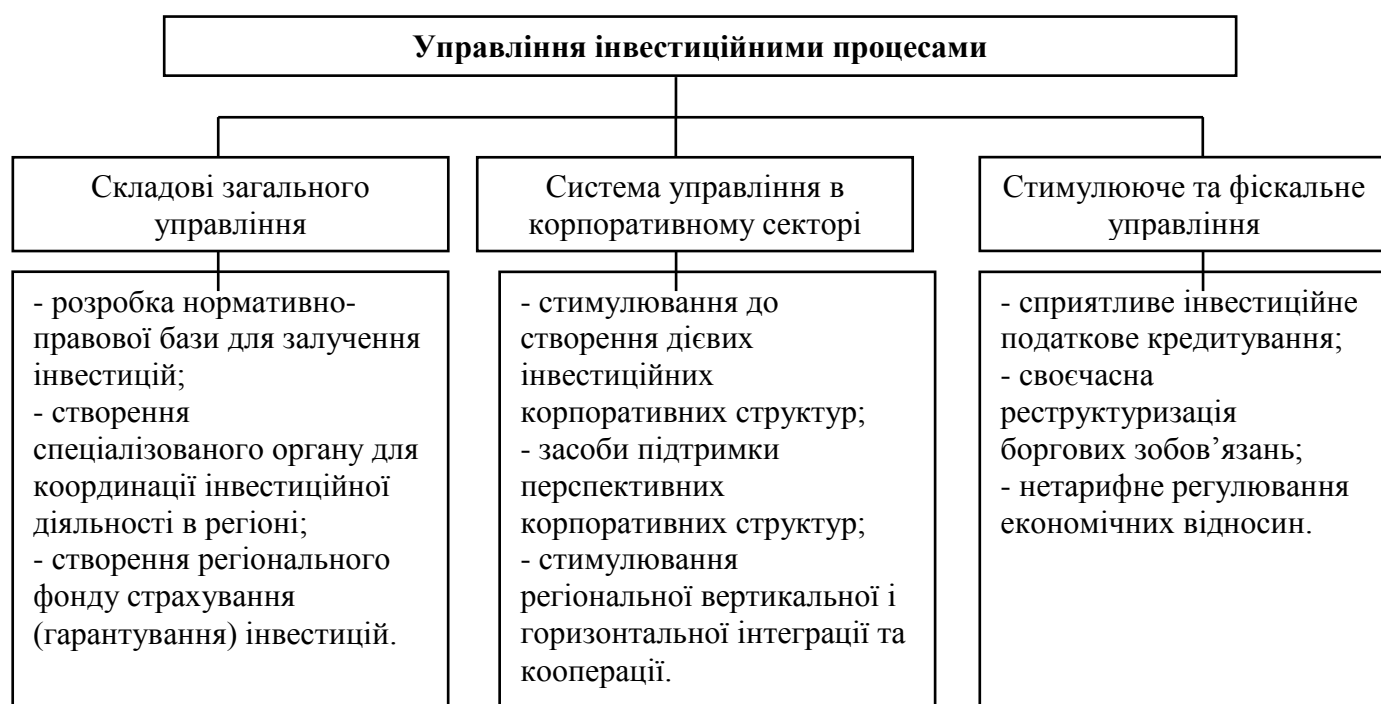 Управління інвестиційними процесами
Складові загального
управління
Система управління в
корпоративному секторі
Стимулююче та фіскальне
управління
- розробка нормативно-
правової бази для залучення
інвестицій;
- створення
спеціалізованого органу для
координації інвестиційної
діяльності в регіоні;
- створення регіонального
фонду страхування
(гарантування) інвестицій.
- стимулювання до
створення дієвих
інвестиційних
корпоративних структур;
- засоби підтримки
перспективних
корпоративних структур;
- стимулювання
регіональної вертикальної і
горизонтальної інтеграції та
кооперації.
- сприятливе інвестиційне
податкове кредитування;
- своєчасна
реструктуризація
боргових зобов’язань;
- нетарифне регулювання
економічних відносин.